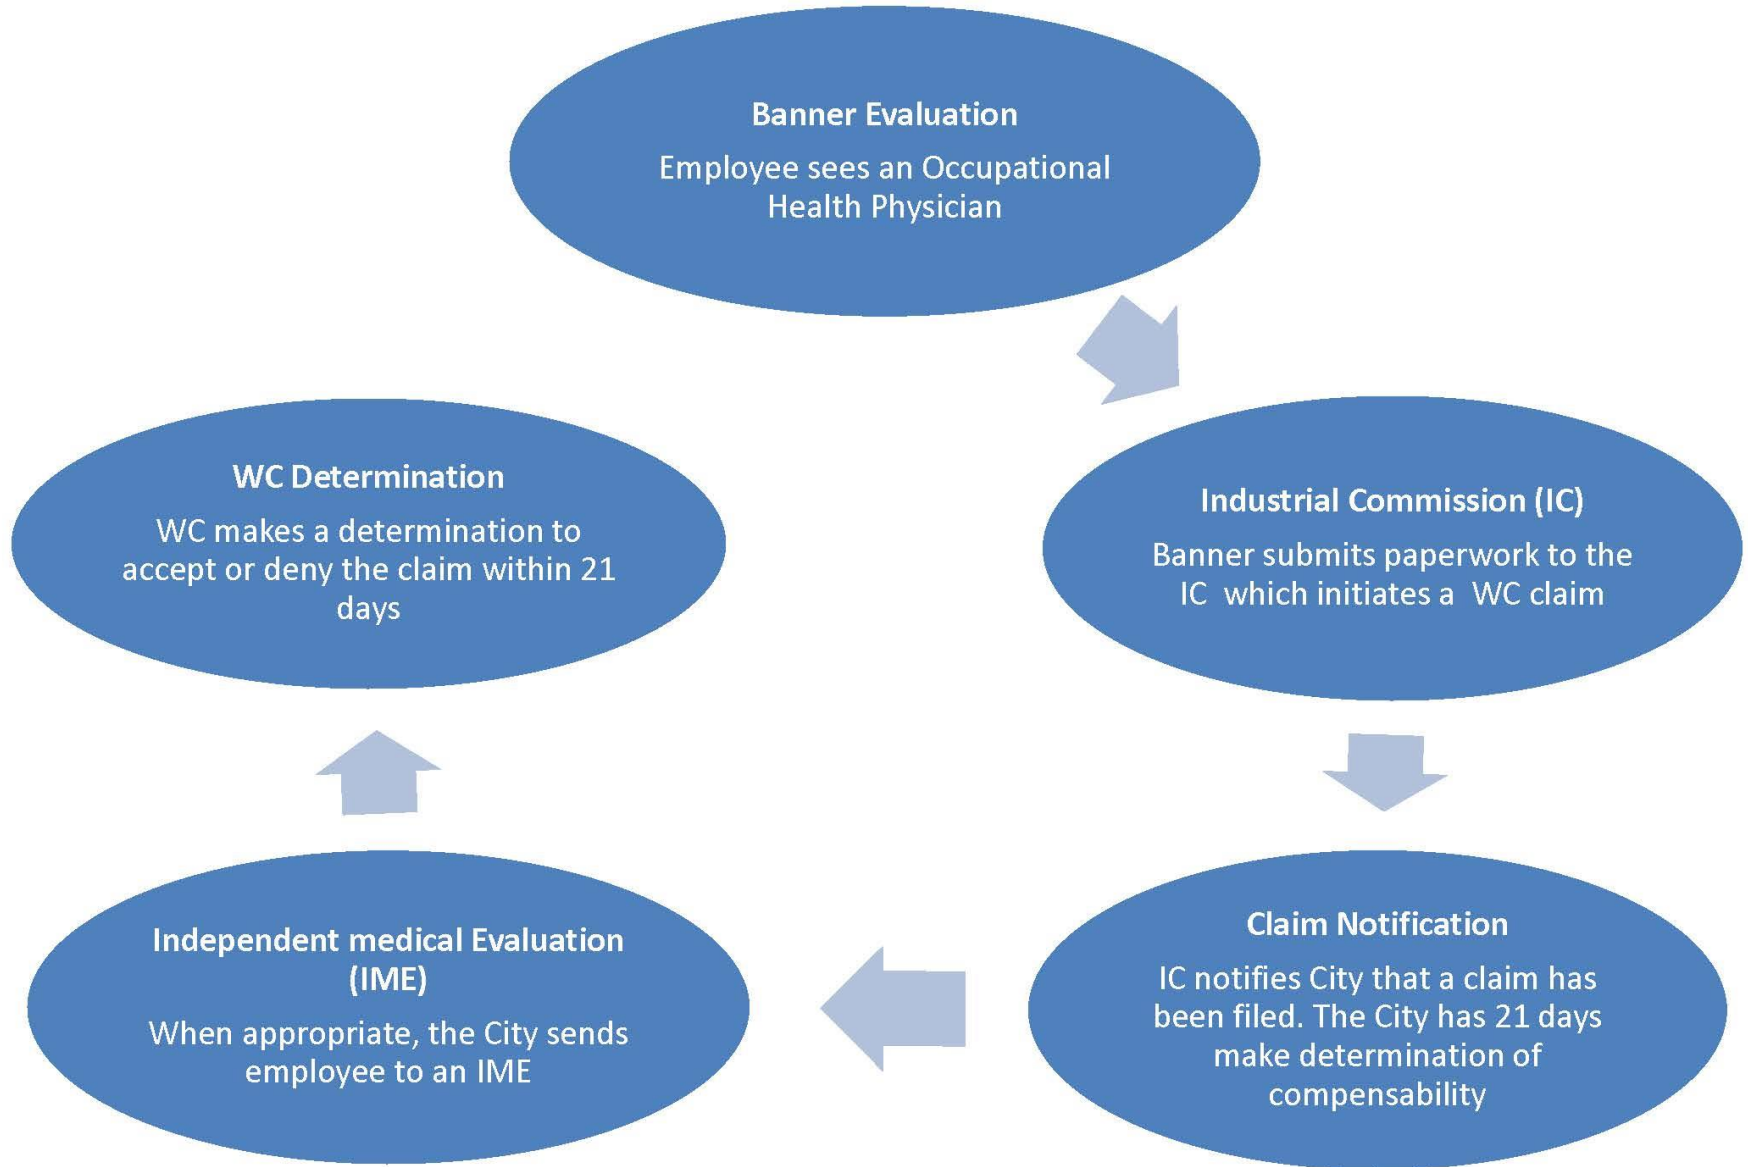 Banner Evaluation
Employee sees an Occupational
Health Physician
Industrial Commission (IC)
Banner submits paperwork to the
IC  which initiates a  WC claim
Claim Notification
IC notifies City that a claim has
been filed. The City has 21 days
make determination of
compensability
Independent medical Evaluation
(IME)
When appropriate, the City sends
employee to an IME
WC Determination
WC makes a determination to
accept or deny the claim within 21
days